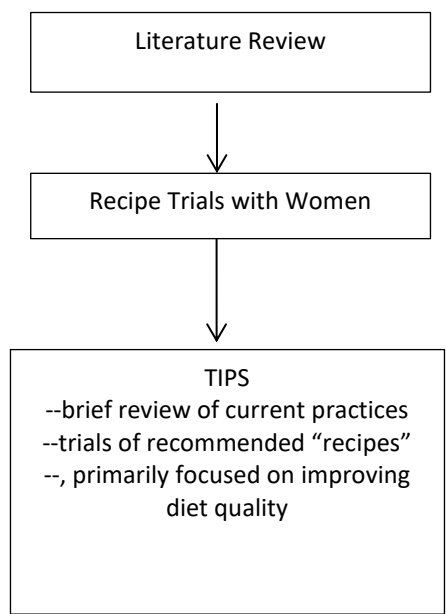 Literature Review
Recipe Trials with Women
TIPS
--brief review of current practices
--trials of recommended “recipes”
--, primarily focused on improving
diet quality